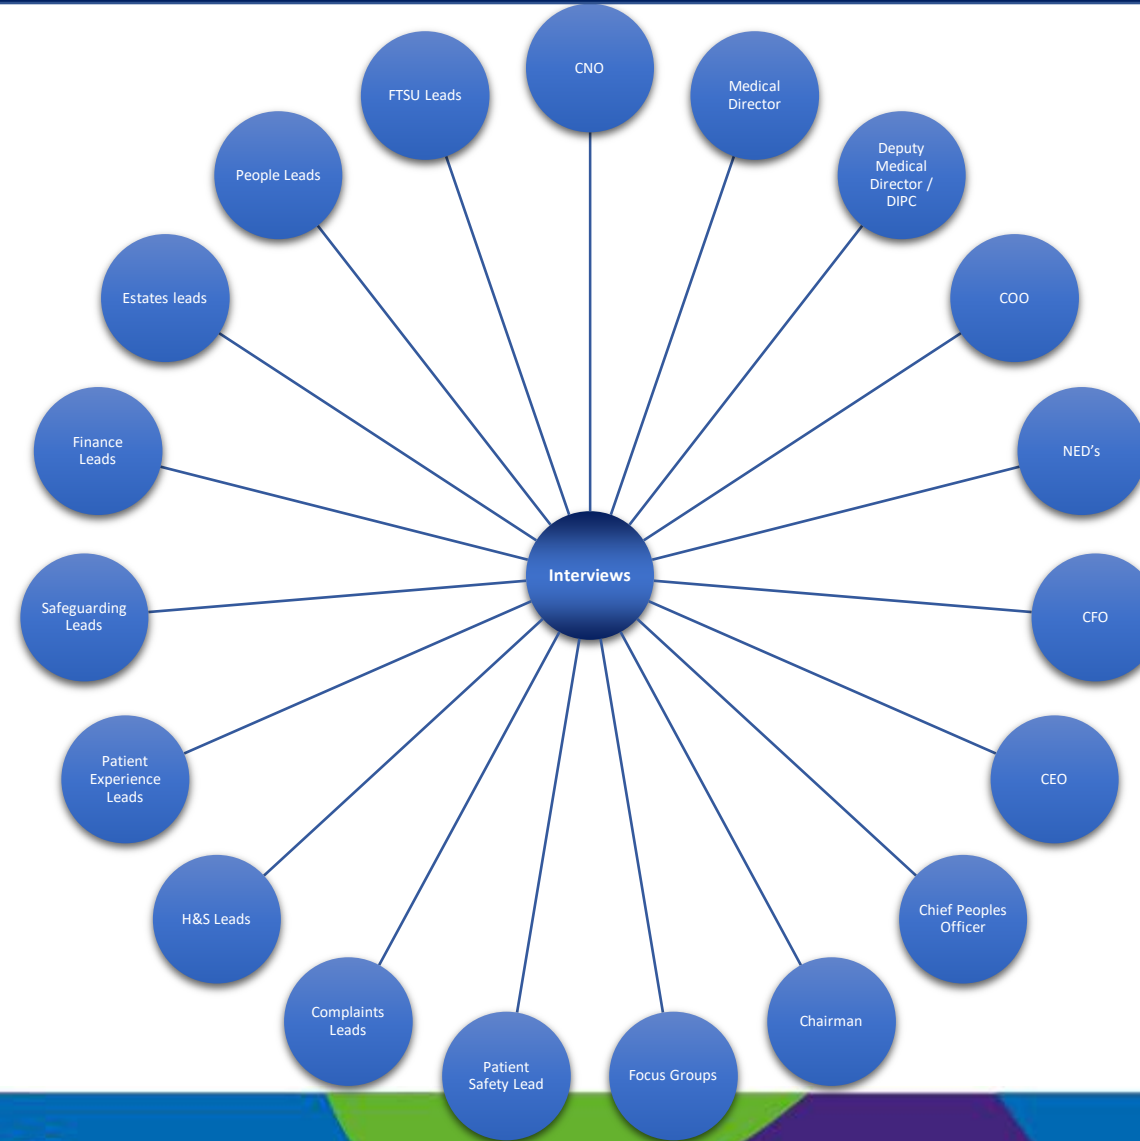 CNO
Medical
Director
Deputy
Medical
Director /
DIPC
COO
NED’s
CFO
CEO
Chief Peoples
Officer
Chairman
Focus Groups
Patient
Safety Lead
Complaints
Leads
H&S Leads
Patient
Experience
Leads
Safeguarding
Leads
Finance
Leads
Estates leads
People Leads
FTSU Leads
Interviews